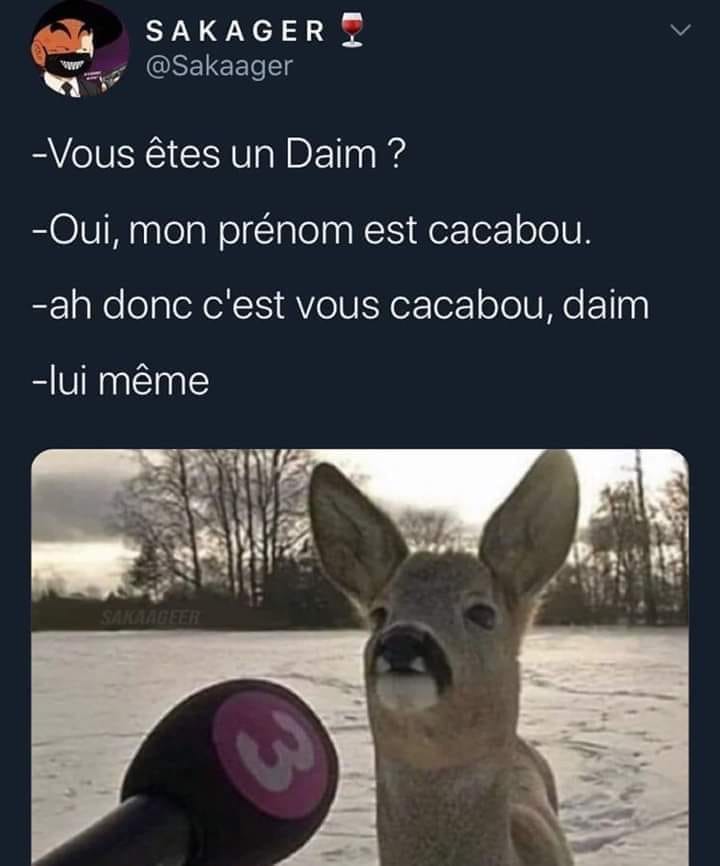 SAKAGER🍷
@Sakaager
-Vous êtes un Daim ?
-Oui, mon prénom est cacabou.
-ah donc c'est vous cacabou, daim
-lui même
SAKAAGEER
3